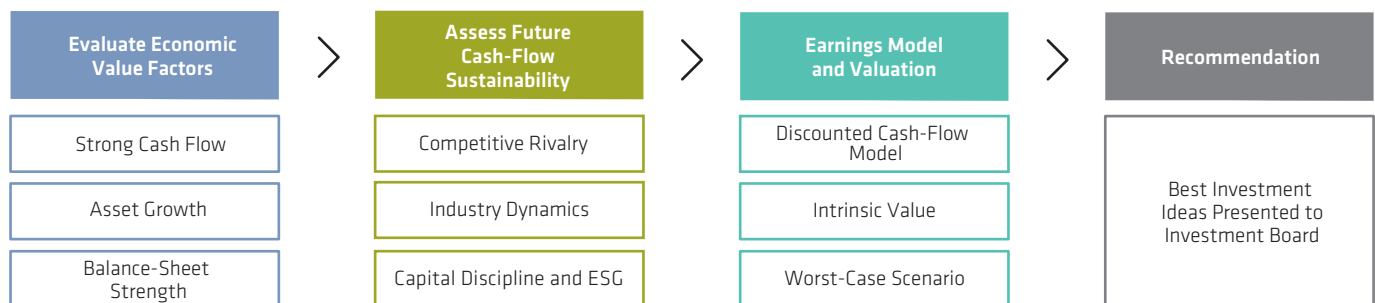 Evaluate Economic
Value Factors
Strong Cash Flow
Asset Growth
Balance-Sheet
Strength
Assess Future
Cash-Flow
Sustainability
Competitive Rivalry
Industry Dynamics
Capital Discipline and ESG
Earnings Model
and Valuation
Discounted Cash-Flow
Model
Intrinsic Value
Worst-Case Scenario
Recommendation
Best Investment
Ideas Presented to
Investment Board